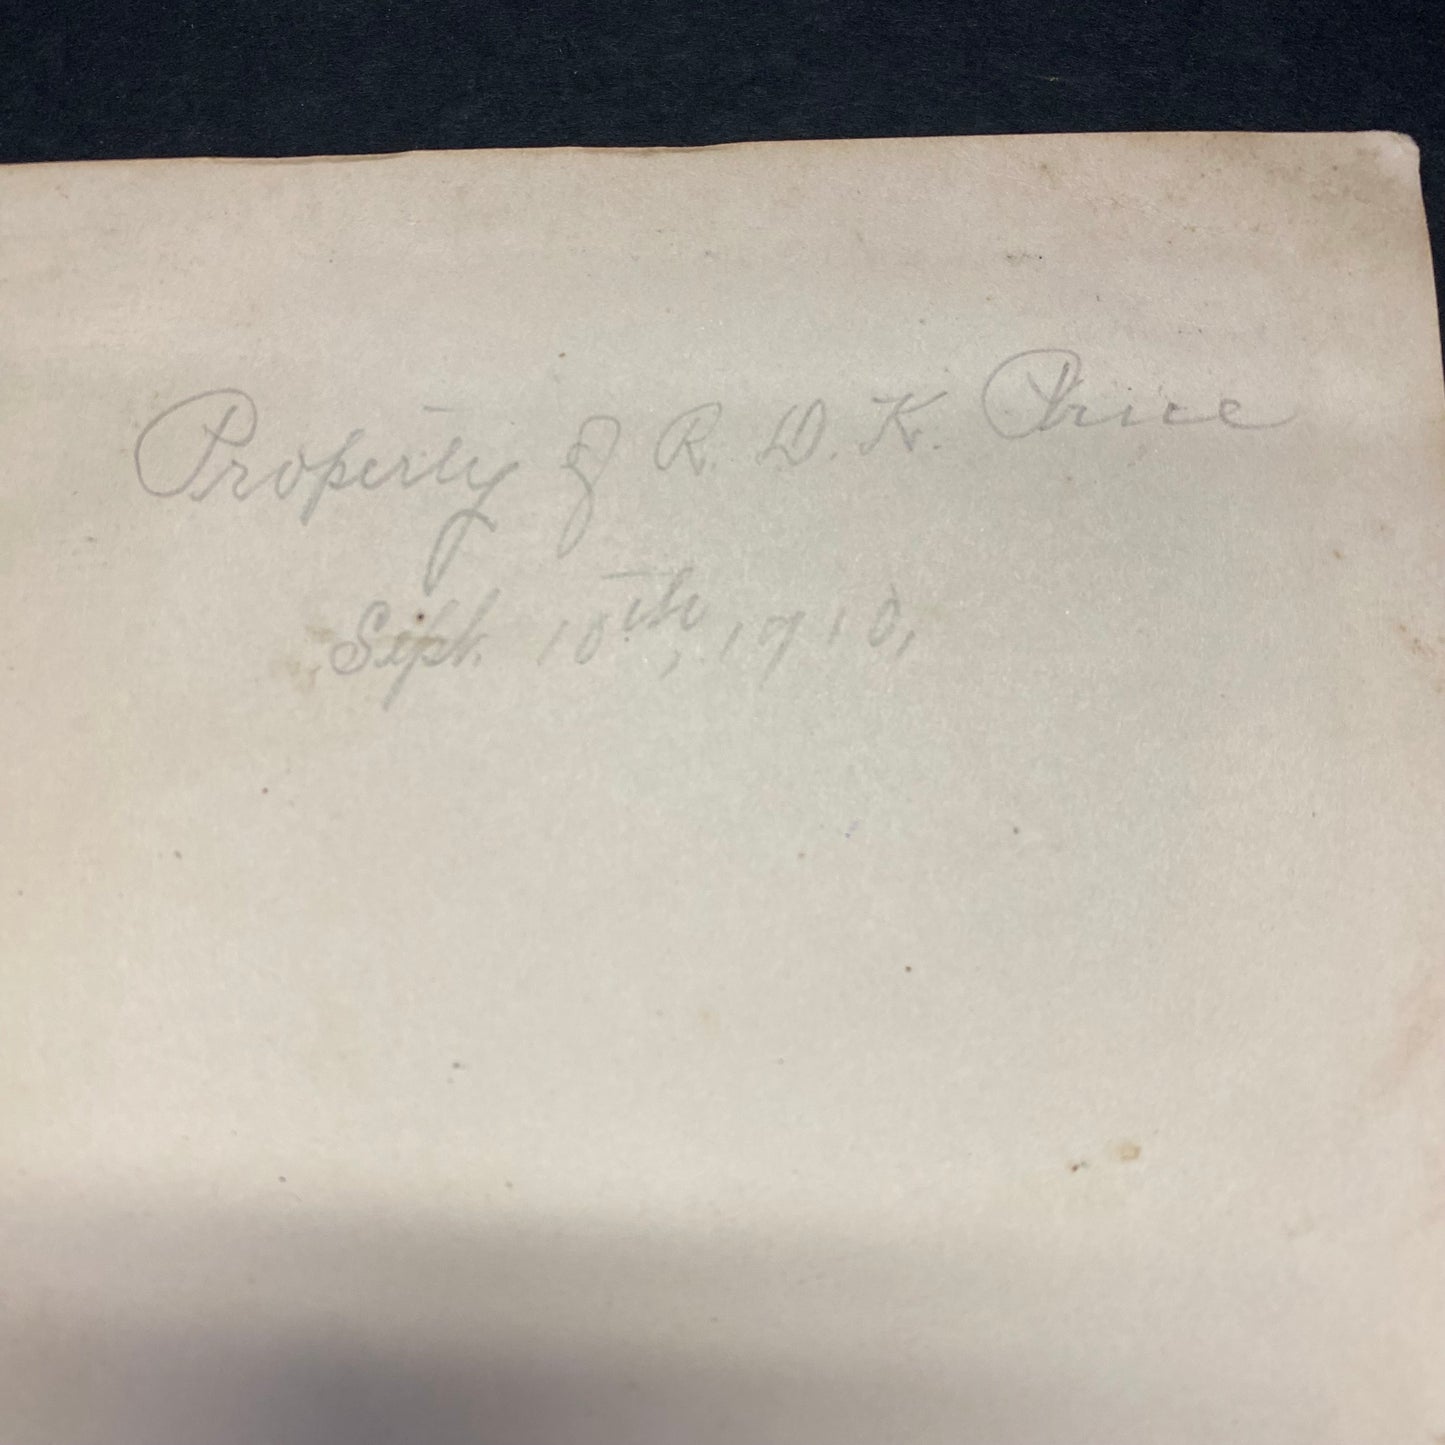 Property of R. D. K. Price
Sept. 10th, 1910,